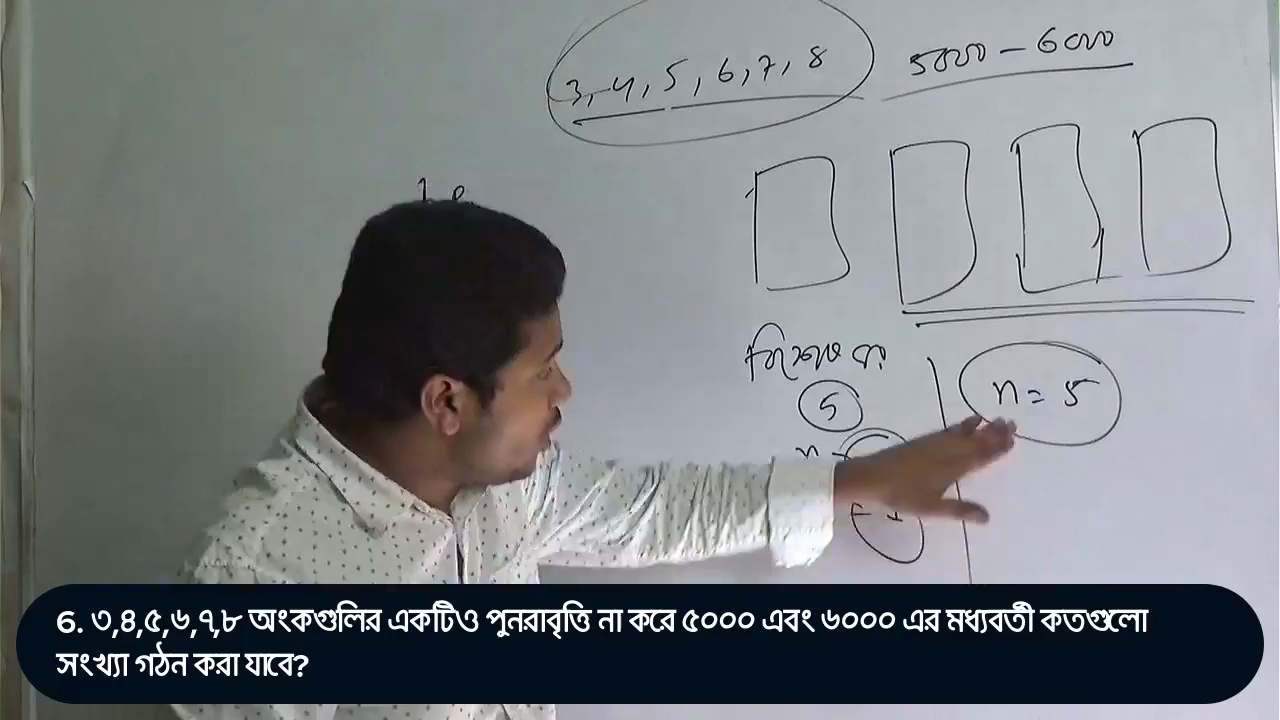 3, 4, 5, 6, 7, 8 5000 - 6000
5
n = 5
6. ৩,৪,৫,৬,৭,৮ অংকগুলির একটিও পুনরাবৃত্তি না করে ৫০০০ এবং ৬০০০ এর মধ্যবর্তী কতগুলো
সংখ্যা গঠন করা যাবে?